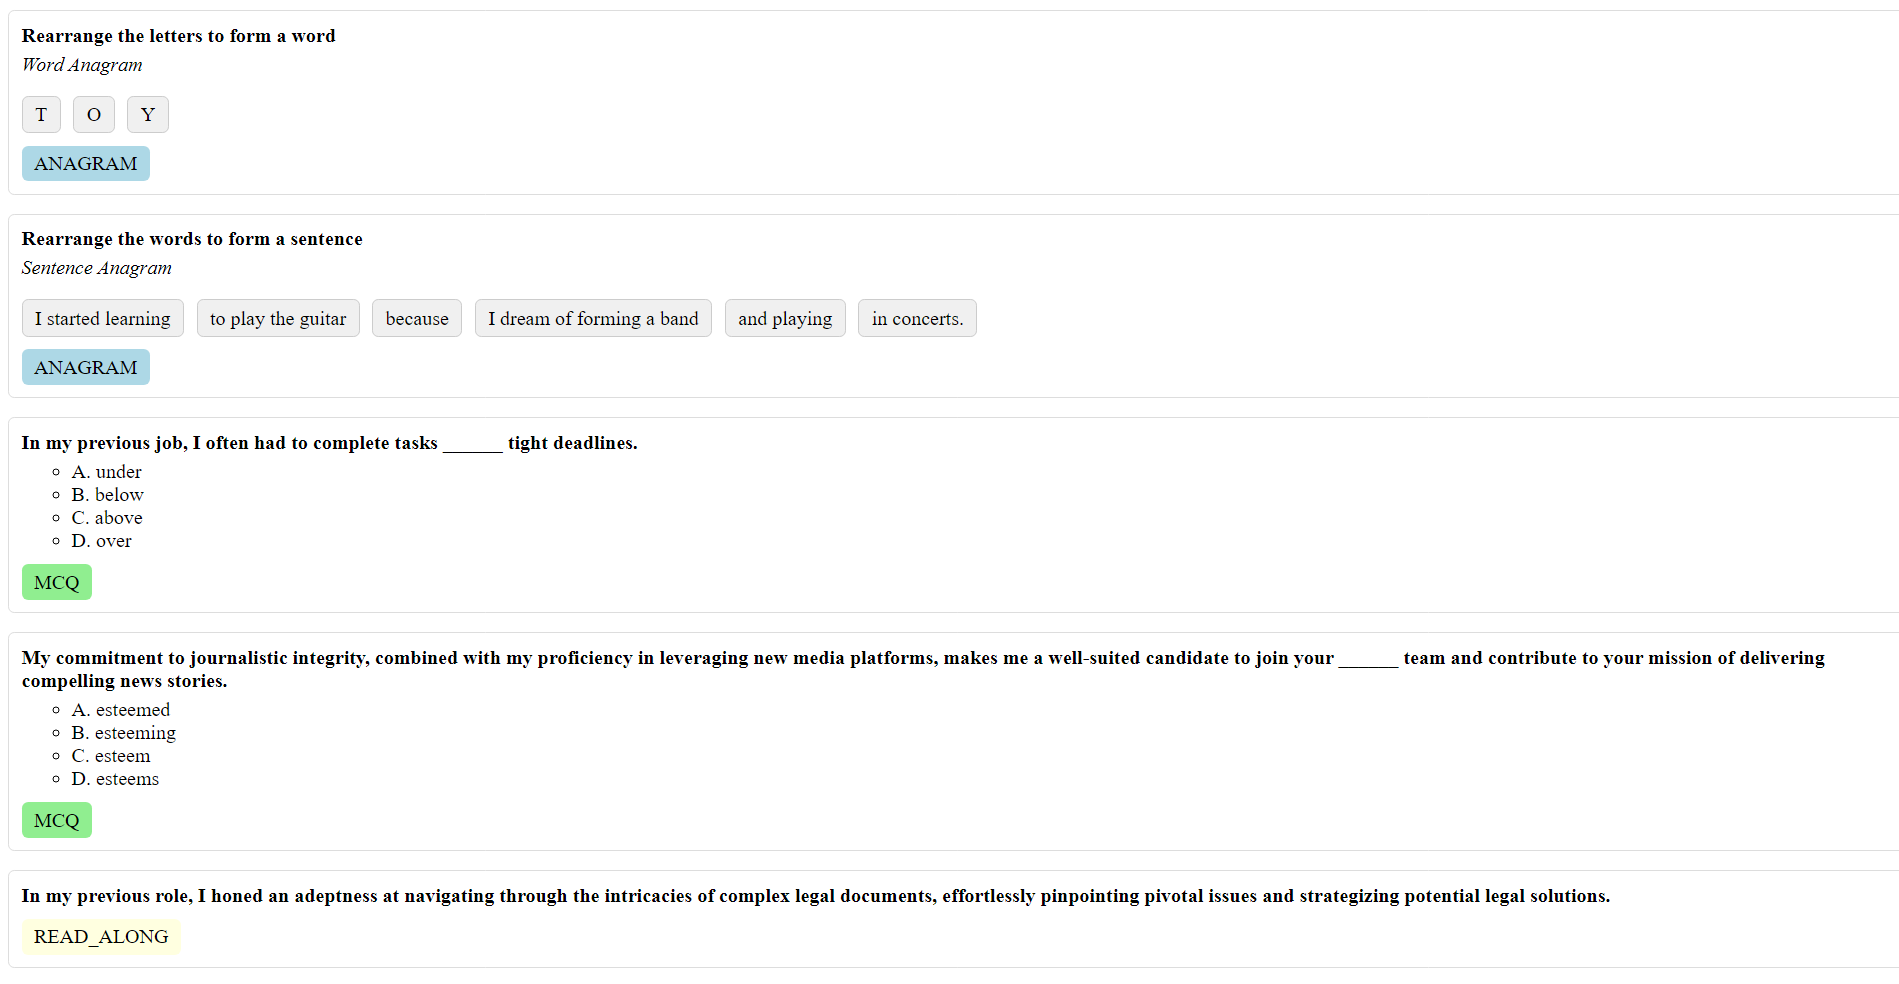 Rearrange the letters to form a word
Word Anagram
T O Y
ANAGRAM
Rearrange the words to form a sentence
Sentence Anagram
I started learning to play the guitar because I dream of forming a band and playing in concerts.
ANAGRAM
In my previous job, I often had to complete tasks ______ tight deadlines.
A. under
B. below
C. above
D. over
MCQ
My commitment to journalistic integrity, combined with my proficiency in leveraging new media platforms, makes me a well-suited candidate to join your ______ team and contribute to your mission of delivering
compelling news stories.
A. esteemed
B. esteeming
C. esteem
D. esteems
MCQ
In my previous role, I honed an adeptness at navigating through the intricacies of complex legal documents, effortlessly pinpointing pivotal issues and strategizing potential legal solutions.
READ_ALONG